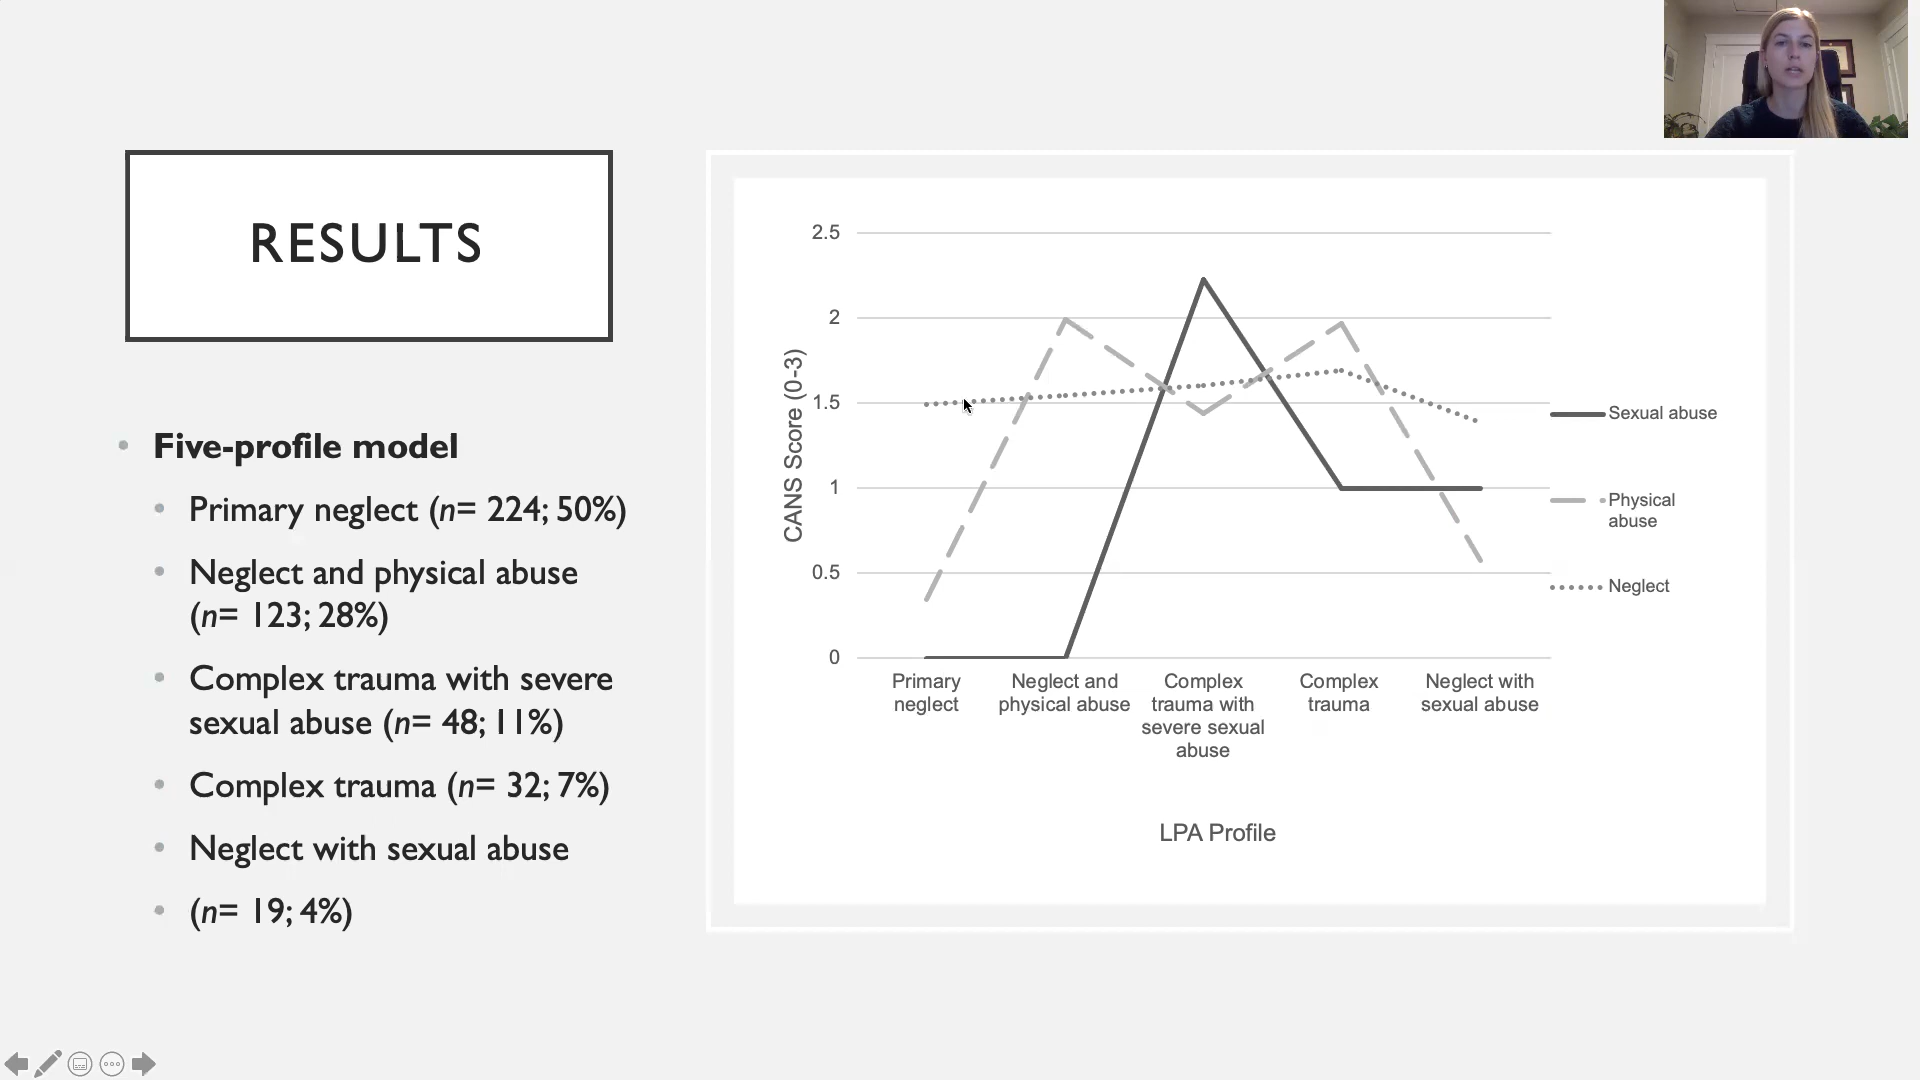 RESULTS
• Five-profile model
• Primary neglect (n= 224; 50%)
• Neglect and physical abuse
(n= 123; 28%)
• Complex trauma with severe
sexual abuse (n= 48; 11%)
• Complex trauma (n= 32; 7%)
• Neglect with sexual abuse
• (n= 19; 4%)
CANS Score (0-3)
2.5
2
1.5
1
0.5
0
Primary
neglect
Neglect and
physical abuse
Complex
trauma with
severe sexual
abuse
Complex
trauma
Neglect with
sexual abuse
LPA Profile
Sexual abuse
Physical
abuse
Neglect